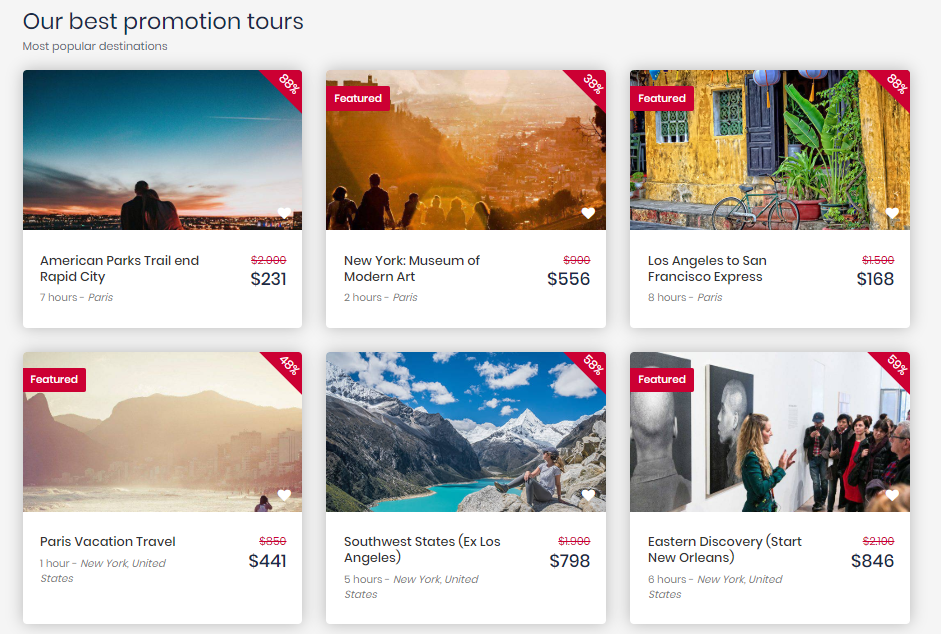 Our best promotion tours
Most popular destinations
88%
American Parks Trail end
Rapid City
$2.000
$231
7 hours - Paris
Featured
38%
New York: Museum of
Modern Art
$900
$556
2 hours - Paris
Featured
88%
Los Angeles to San
Francisco Express
$1.500
$168
8 hours - Paris
Featured
48%
Paris Vacation Travel
$850
$441
1 hour - New York, United
States
58%
Southwest States (Ex Los
Angeles)
$1.900
$798
5 hours - New York, United
States
Featured
59%
Eastern Discovery (Start
New Orleans)
$2.100
$846
6 hours - New York, United
States